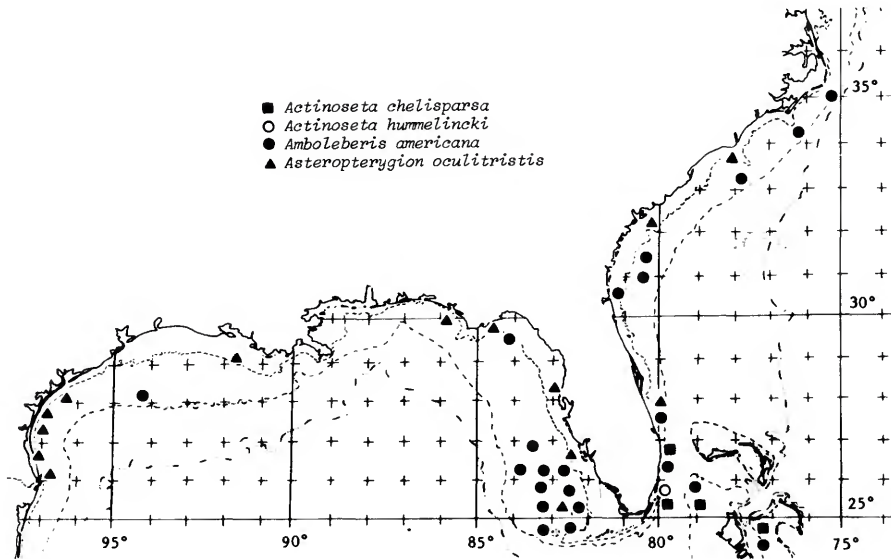 ■ Actinoseta chelisparsa
○ Actinoseta hummelincki
● Amboleberis americana
▲ Asteropterygion oculitristis
35°
30°
25°
95° 90° 85° 80° 75°